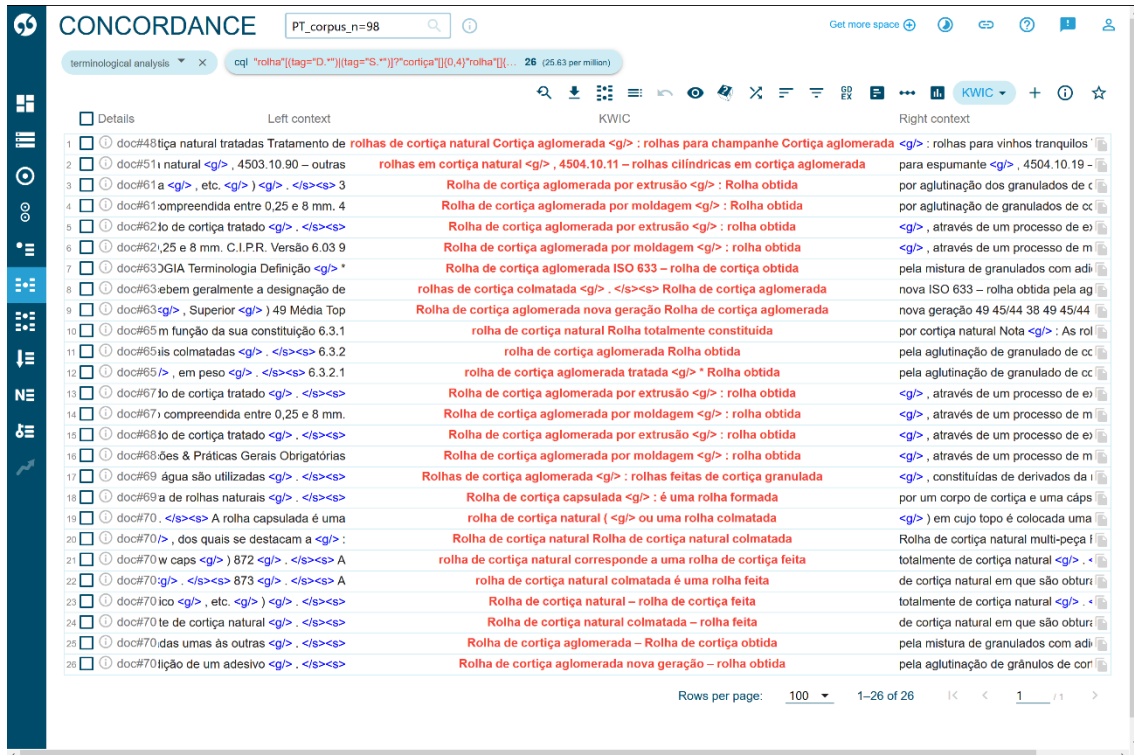 CONCORDANCE PT_corpus_n=98 Get more space
terminological analysis cql "rolha"[(tag="D.*")|(tag="S.*")]?"cortiça"[]{0,4}"rolha"[]{... 26 (25.63 per million)
GD EX KWIC
Details Left context KWIC Right context
1 doc#48 tiça natural tratadas Tratamento de rolhas de cortiça natural Cortiça aglomerada <g/> : rolhas para champanhe Cortiça aglomerada <g/> : rolhas para vinhos tranquilos
2 doc#51 natural <g/> , 4503.10.90 – outras rolhas em cortiça natural <g/> , 4504.10.11 – rolhas cilíndricas em cortiça aglomerada para espumante <g/> , 4504.10.19 –
3 doc#61 a <g/> , etc. <g/> ) <g/> . </s><s> 3 Rolha de cortiça aglomerada por extrusão <g/> : Rolha obtida por aglutinação dos granulados de
4 doc#61 compreendida entre 0,25 e 8 mm. 4 Rolha de cortiça aglomerada por moldagem <g/> : Rolha obtida por aglutinação de granulados de
5 doc#62 do de cortiça tratado <g/> . </s><s> Rolha de cortiça aglomerada por extrusão <g/> : rolha obtida <g/> , através de um processo de
6 doc#62 ,25 e 8 mm. C.I.P.R. Versão 6.03 9 Rolha de cortiça aglomerada por moldagem <g/> : rolha obtida <g/> , através de um processo de m
7 doc#63 OGIA Terminologia Definição <g/> * Rolha de cortiça aglomerada ISO 633 – rolha de cortiça obtida pela mistura de granulados com adi
8 doc#63 ebem geralmente a designação de rolhas de cortiça colmatada <g/> . </s><s> Rolha de cortiça aglomerada nova ISO 633 – rolha obtida pela ag
9 doc#63 <g/> , Superior <g/> ) 49 Média Top Rolha de cortiça aglomerada nova geração Rolha de cortiça aglomerada nova geração 49 45/44 38 49 45/44
10 doc#65 m função da sua constituição 6.3.1 rolha de cortiça natural Rolha totalmente constituída por cortiça natural Nota <g/> : As rol
11 doc#65 is colmatadas <g/> . </s><s> 6.3.2 rolha de cortiça aglomerada Rolha obtida pela aglutinação de granulado de
12 doc#65 /> , em peso <g/> . </s><s> 6.3.2.1 rolha de cortiça aglomerada tratada <g/> * Rolha obtida pela aglutinação de granulado de
13 doc#67 do de cortiça tratado <g/> . </s><s> Rolha de cortiça aglomerada por extrusão <g/> : rolha obtida <g/> , através de um processo de
14 doc#67 compreendida entre 0,25 e 8 mm. Rolha de cortiça aglomerada por moldagem <g/> : rolha obtida <g/> , através de um processo de m
15 doc#68 do de cortiça tratado <g/> . </s><s> Rolha de cortiça aglomerada por extrusão <g/> : rolha obtida <g/> , através de um processo de
16 doc#68 ões & Práticas Gerais Obrigatórias Rolha de cortiça aglomerada por moldagem <g/> : rolha obtida <g/> , através de um processo de m
17 doc#69 água são utilizadas <g/> . </s><s> Rolhas de cortiça aglomerada <g/> : rolhas feitas de cortiça granulada <g/> , constituídas de derivados da
18 doc#69 a de rolhas naturais <g/> . </s><s> Rolha de cortiça capsulada <g/> : é uma rolha formada por um corpo de cortiça e uma cáps
19 doc#70 . </s><s> A rolha capsulada é uma rolha de cortiça natural ( <g/> ou uma rolha colmatada <g/> ) em cujo topo é colocada uma
20 doc#70 /> , dos quais se destacam a <g/> : Rolha de cortiça natural Rolha de cortiça natural colmatada Rolha de cortiça natural multi-peça
21 doc#70 w caps <g/> ) 872 <g/> . </s><s> A rolha de cortiça natural corresponde a uma rolha de cortiça feita totalmente de cortiça natural <g/> .
22 doc#70 :g/> . </s><s> 873 <g/> . </s><s> A rolha de cortiça natural colmatada é uma rolha feita de cortiça natural em que são obtura
23 doc#70 ico <g/> , etc. <g/> ) <g/> . </s><s> Rolha de cortiça natural – rolha de cortiça feita totalmente de cortiça natural <g/> .
24 doc#70 te de cortiça natural <g/> . </s><s> Rolha de cortiça natural colmatada – rolha feita de cortiça natural em que são obtura
25 doc#70 das umas às outras <g/> . </s><s> Rolha de cortiça aglomerada – Rolha de cortiça obtida pela mistura de granulados com adi
26 doc#70 dição de um adesivo <g/> . </s><s> Rolha de cortiça aglomerada nova geração – rolha obtida pela aglutinação de grânulos de cort
Rows per page: 100 1–26 of 26 1 / 1